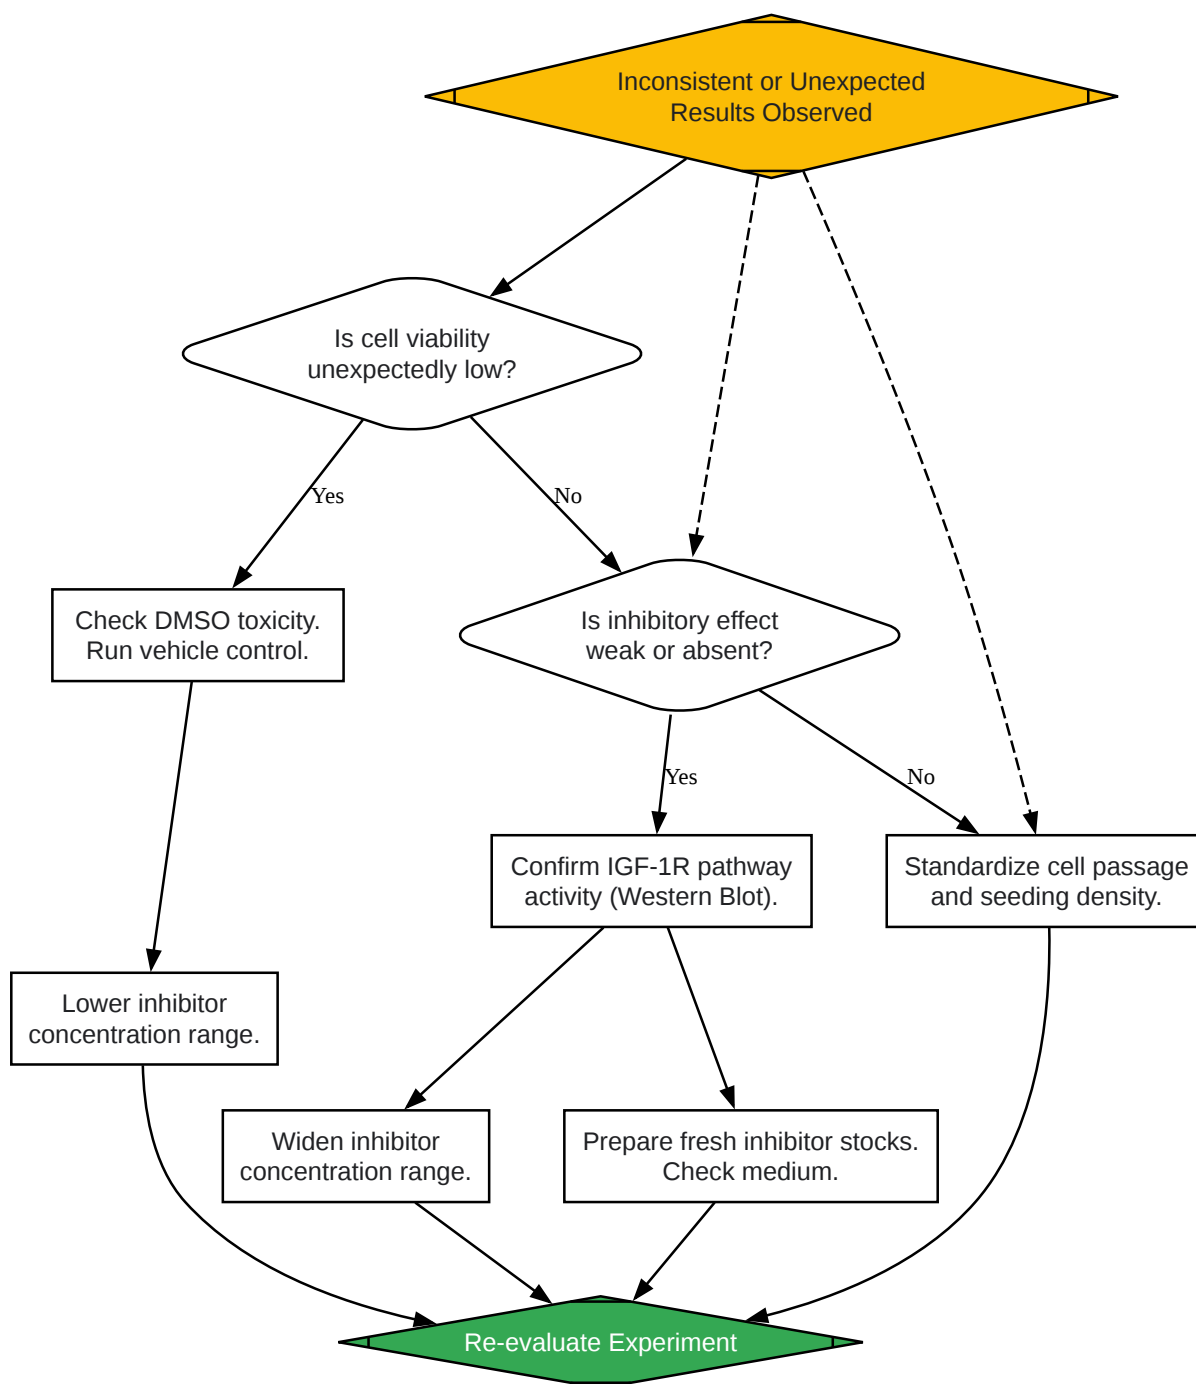 Inconsistent or Unexpected
Results Observed
Is cell viability
unexpectedly low?
Yes
No
Check DMSO toxicity.
Run vehicle control.
Is inhibitory effect
weak or absent?
Yes
No
Confirm IGF-1R pathway
activity (Western Blot).
Standardize cell passage
and seeding density.
Lower inhibitor
concentration range.
Widen inhibitor
concentration range.
Prepare fresh inhibitor stocks.
Check medium.
Re-evaluate Experiment